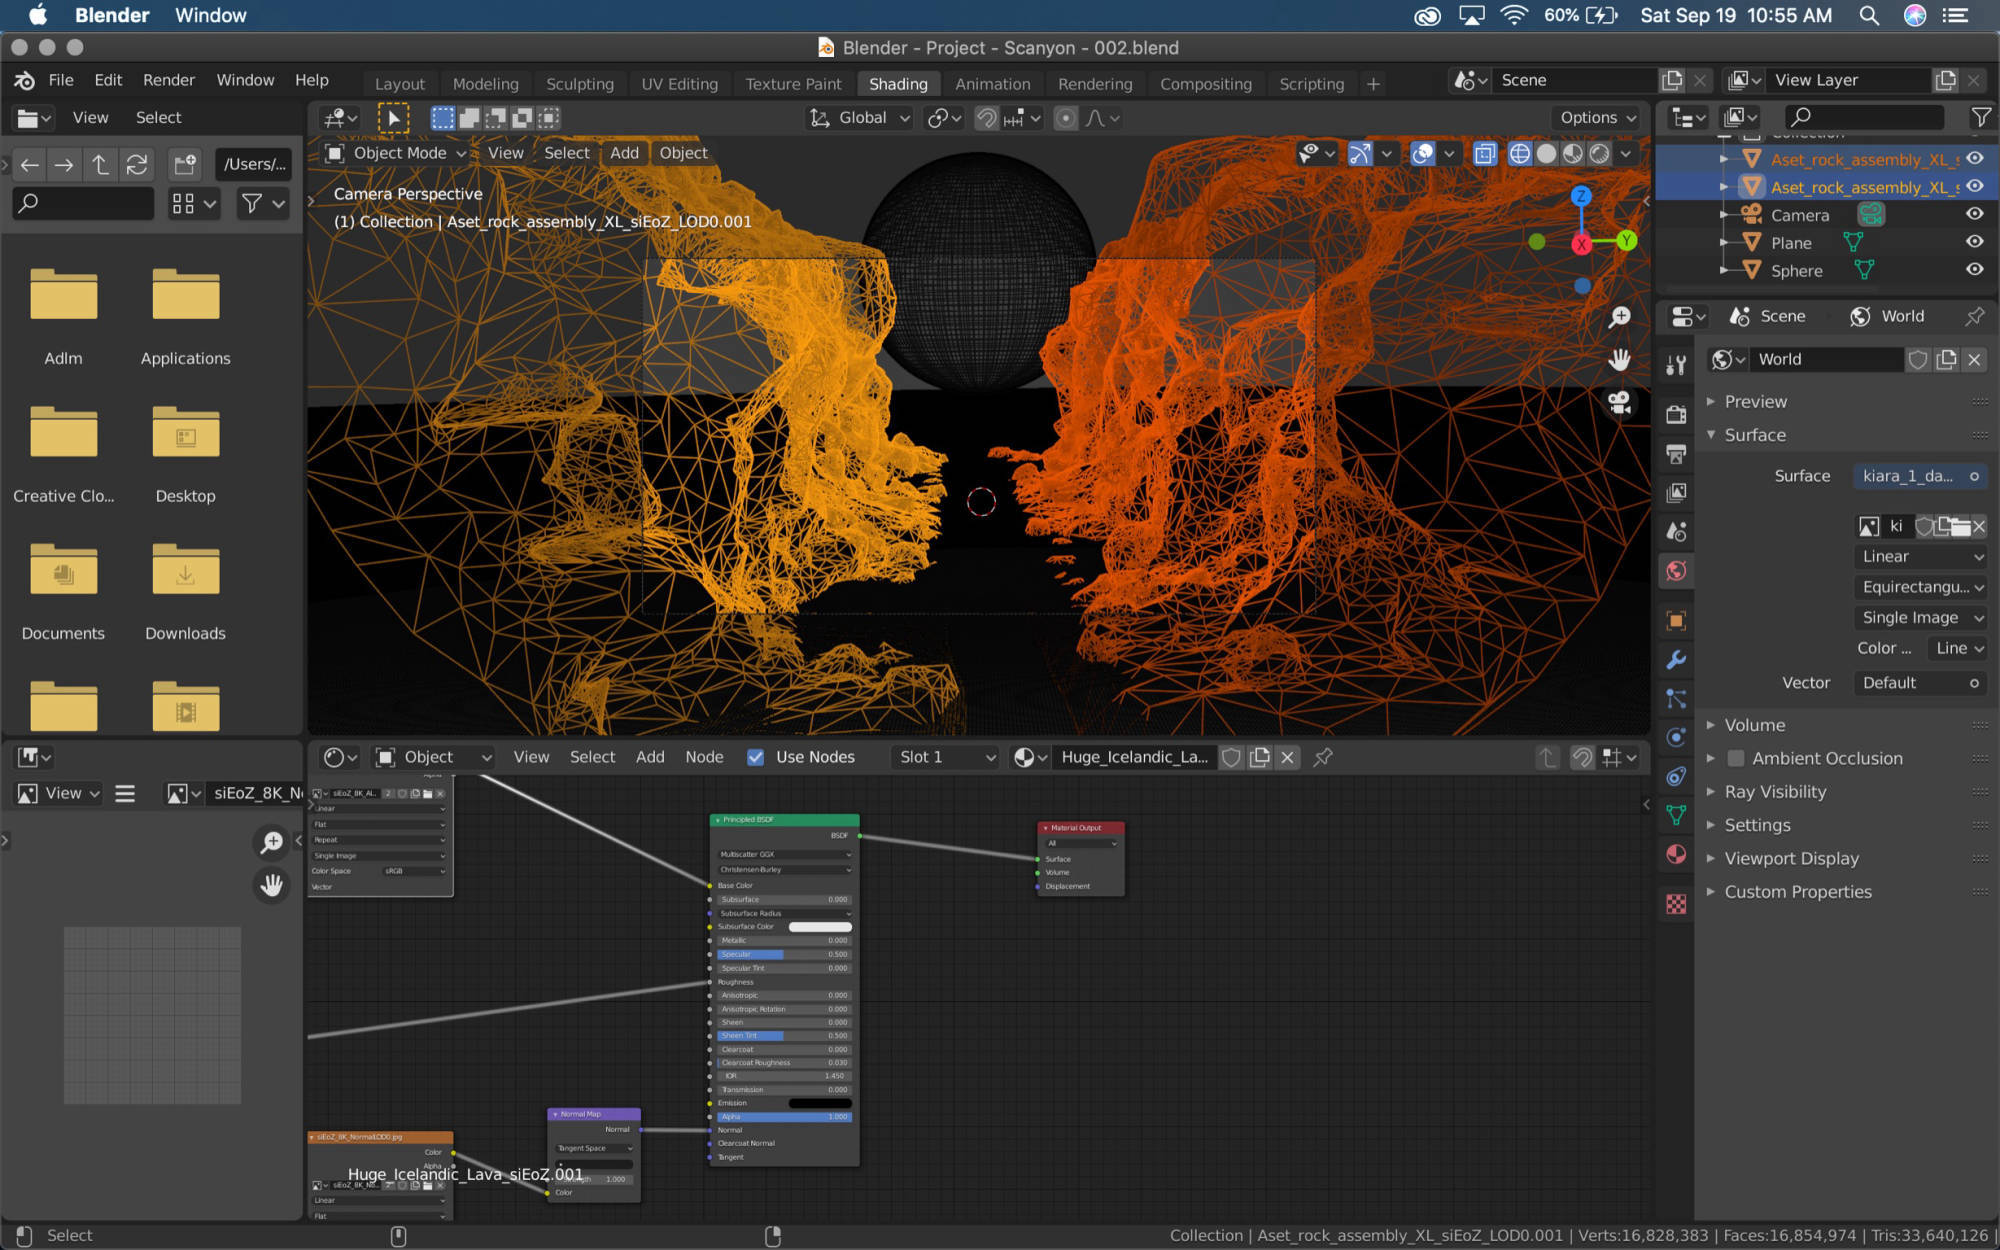 Blender Window
60% Sat Sep 19 10:55 AM
Blender - Project - Scanyon - 002.blend
File Edit Render Window Help
Layout Modeling Sculpting UV Editing Texture Paint Shading Animation Rendering Compositing Scripting +
Scene
View Layer
View Select
Global
Options
/Users/...
Object Mode View Select Add Object
Camera Perspective
(1) Collection | Aset_rock_assembly_XL_siEoZ_LOD0.001
Z
X
Y
Adlm
Applications
Creative Clo...
Desktop
Documents
Downloads
Collection
Aset_rock_assembly_XL_s
Aset_rock_assembly_XL_s
Camera
Plane
Sphere
Scene World
World
Preview
Surface
Surface kiara_1_da...
ki
Linear
Equirectangu...
Single Image
Color ... Line
Vector Default
Volume
Ambient Occlusion
Ray Visibility
Settings
Viewport Display
Custom Properties
View siEoZ_8K_N
Object View Select Add Node Use Nodes Slot 1 Huge_Icelandic_La...
Alpha
siEoZ_8K_Al.. 2
Linear
Flat
Repeat
Single Image
Color Space sRGB
Vector
Principled BSDF
BSDF
Multiscatter GGX
Christensen-Burley
Base Color
Subsurface 0.000
Subsurface Radius
Subsurface Color
Metallic 0.000
Specular 0.500
Specular Tint 0.000
Roughness
Anisotropic 0.000
Anisotropic Rotation 0.000
Sheen 0.000
Sheen Tint 0.500
Clearcoat 0.000
Clearcoat Roughness 0.030
IOR 1.450
Transmission 0.000
Emission
Alpha 1.000
Normal
Clearcoat Normal
Tangent
Material Output
All
Surface
Volume
Displacement
Normal Map
Normal
Tangent Space
1.000
Color
siEoZ_8K_NormalLOD0.jpg
Color
Alpha
Huge_Icelandic_Lava_siEoZ.001
siEoZ_8K_No..
Linear
Flat
Select
Collection | Aset_rock_assembly_XL_siEoZ_LOD0.001 | Verts:16,828,383 | Faces:16,854,974 | Tris:33,640,126